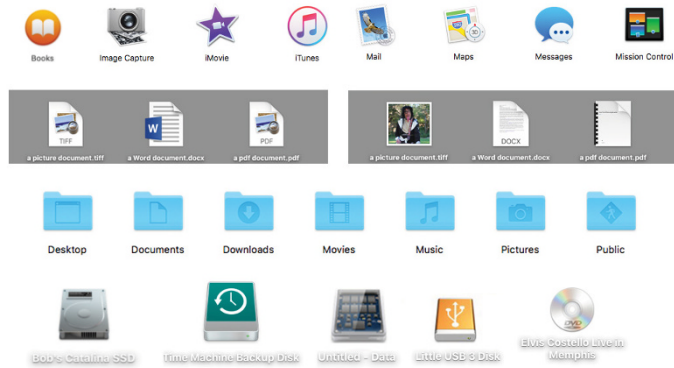 Books
Image Capture
iMovie
iTunes
Mail
Maps
Messages
Mission Control
3D
TIFF
W
PDF
DOCX
a picture document.tiff
a Word document.docx
a pdf document.pdf
a picture document.tiff
a Word document.docx
a pdf document.pdf
Desktop
Documents
Downloads
Movies
Music
Pictures
Public
DVD
Bob's Catalina SSD
Time Machine Backup Disk
Untitled - Data
Little USB 3 Disk
Elvis Costello Live in
Memphis